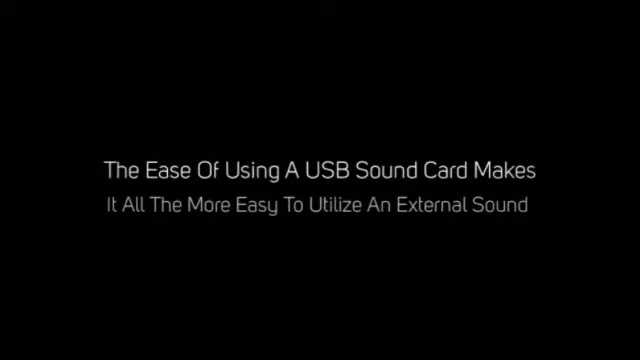 The Ease Of Using A USB Sound Card Makes
It All The More Easy To Utilize An External Sound